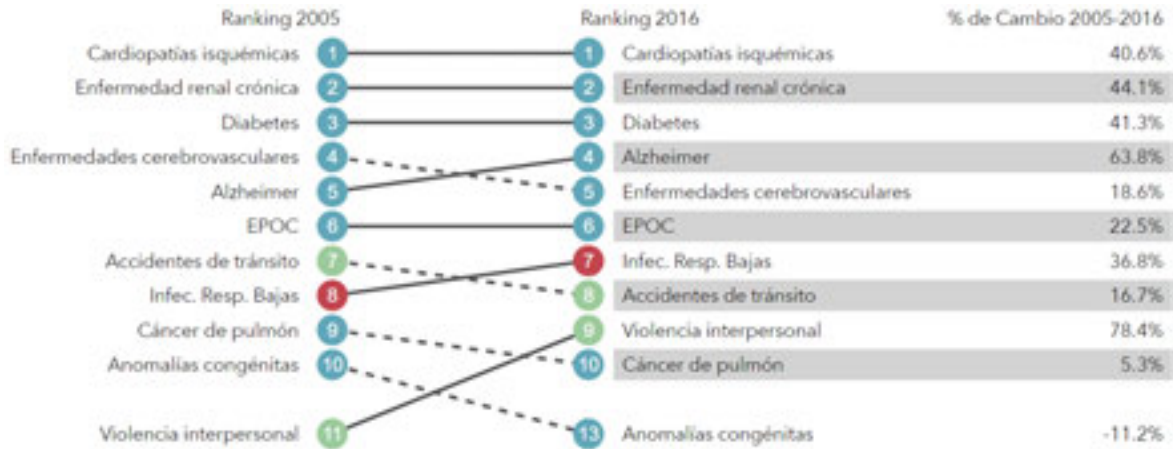 Ranking 2005 Ranking 2016 % de Cambio 2005-2016
Cardiopatías isquémicas 1 1 Cardiopatías isquémicas 40.6%
Enfermedad renal crónica 2 2 Enfermedad renal crónica 44.1%
Diabetes 3 3 Diabetes 41.3%
Enfermedades cerebrovasculares 4 4 Alzheimer 63.8%
Alzheimer 5 5 Enfermedades cerebrovasculares 18.6%
EPOC 6 6 EPOC 22.5%
Accidentes de tránsito 7 7 Infec. Resp. Bajas 36.8%
Infec. Resp. Bajas 8 8 Accidentes de tránsito 16.7%
Cáncer de pulmón 9 9 Violencia interpersonal 78.4%
Anomalías congénitas 10 10 Cáncer de pulmón 5.3%
Violencia interpersonal 11 13 Anomalías congénitas -11.2%